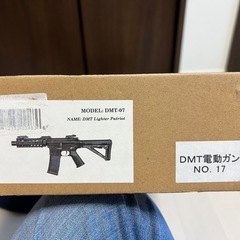 MODEL: DMT-07
NAME: DMT Lighter Patriot
DMT電動ガン
NO. 17